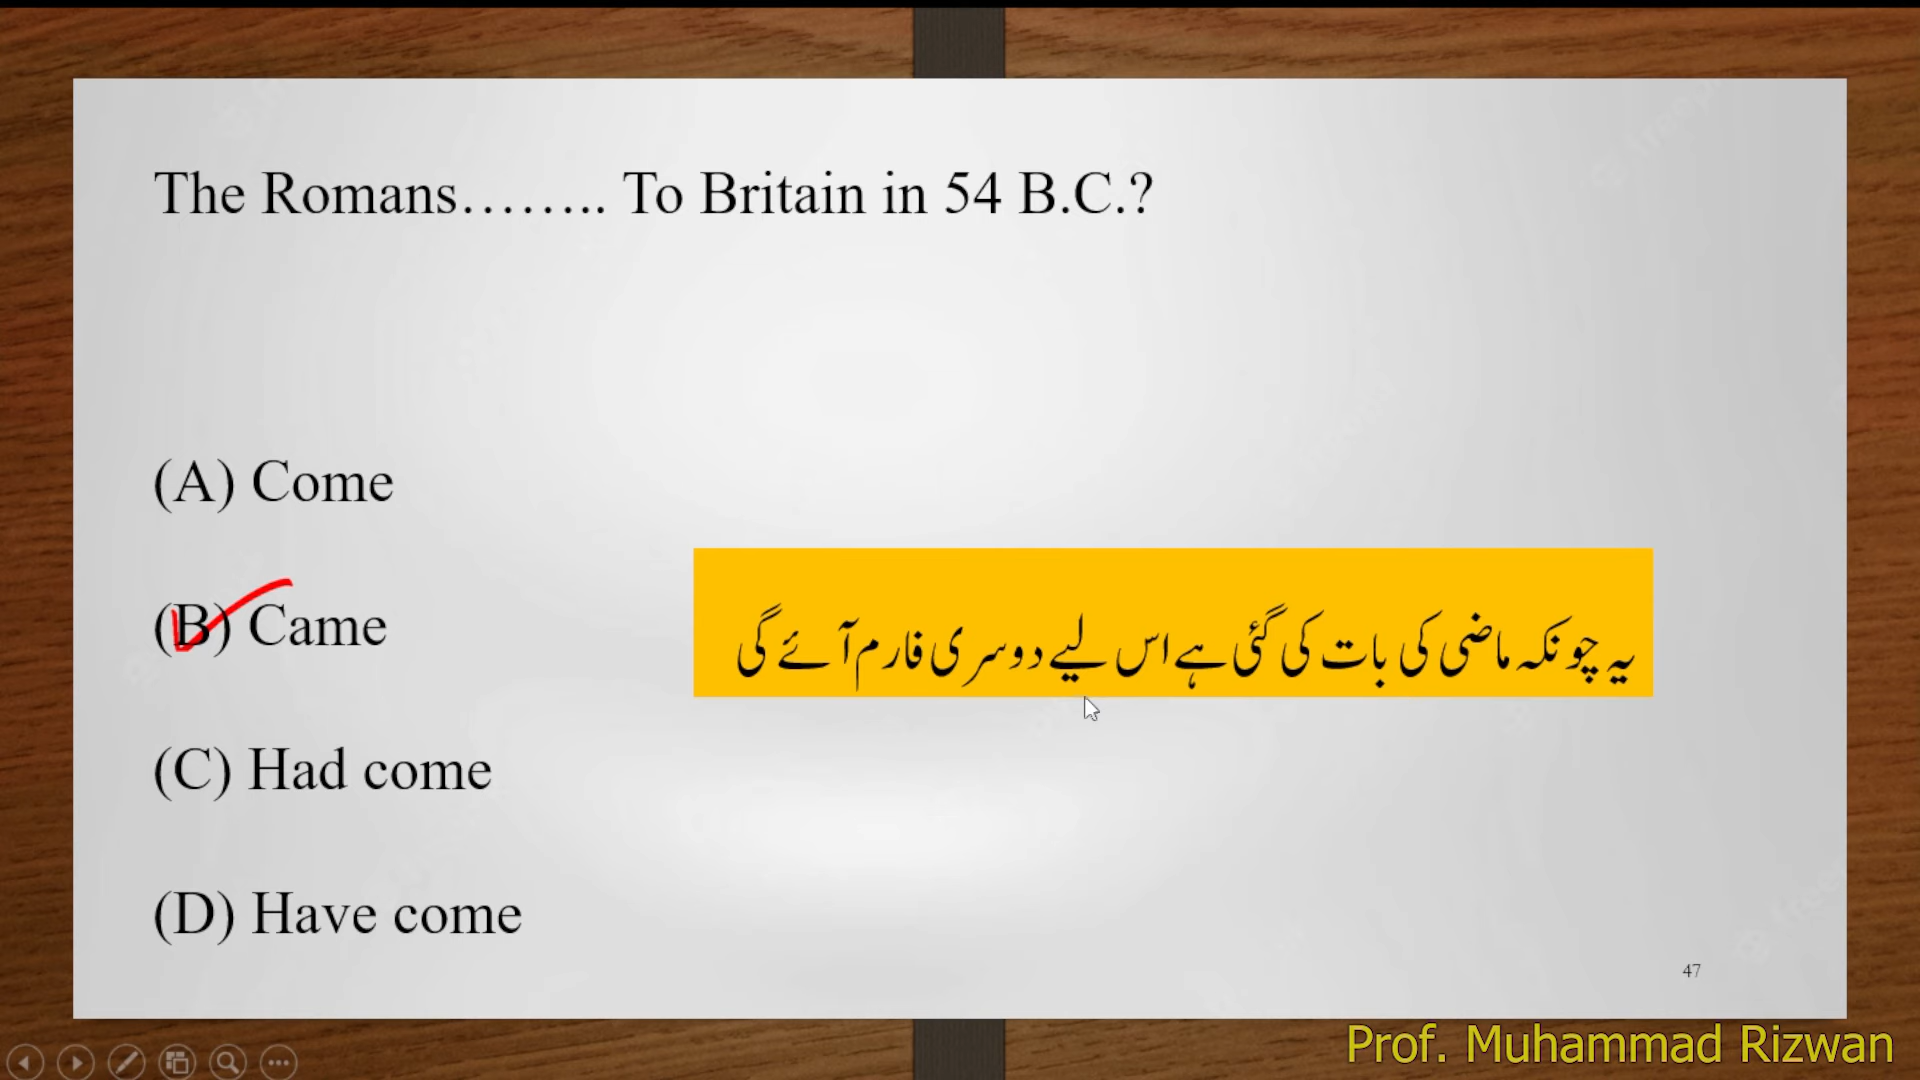 The Romans…….. To Britain in 54 B.C.?
(A) Come
(B) Came
یہ چونکہ ماضی کی بات کی گئی ہے اس لیے دوسری فارم آئے گی
(C) Had come
(D) Have come
47
Prof. Muhammad Rizwan